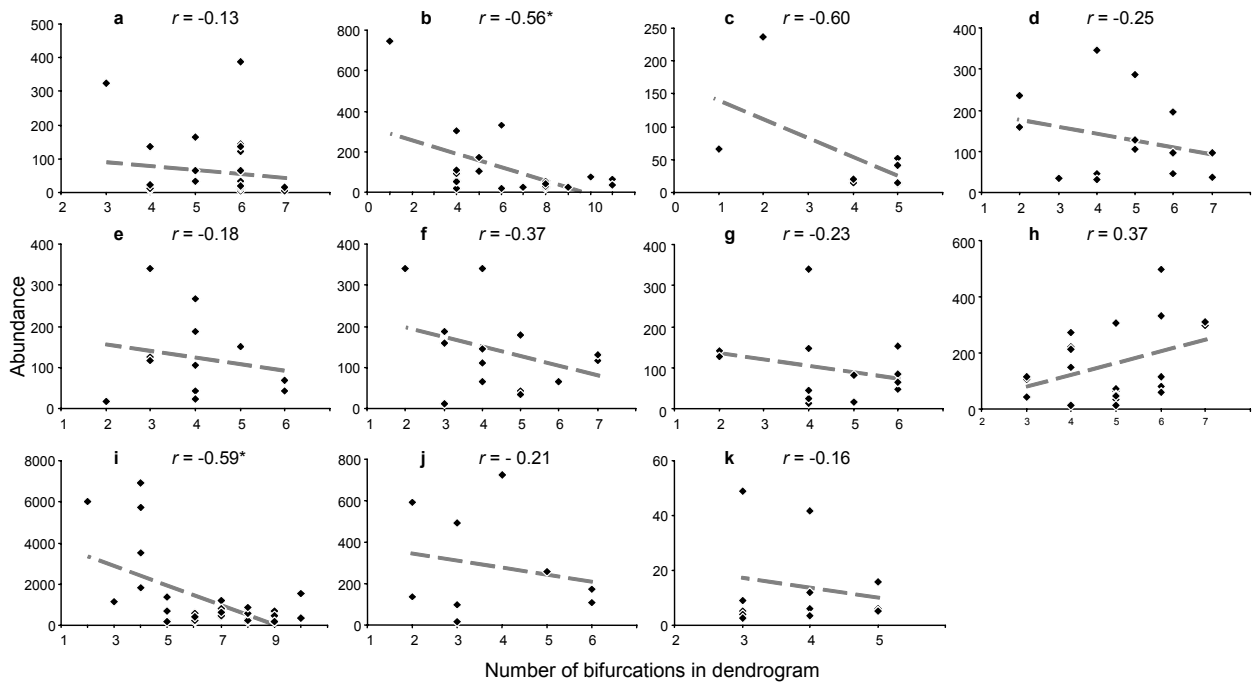 a r = -0.13
500
400
300
200
100
0
2 3 4 5 6 7
b r = -0.56*
800
600
400
200
0
0 2 4 6 8 10
c r = -0.60
250
200
150
100
50
0
0 1 2 3 4 5
d r = -0.25
400
300
200
100
0
1 2 3 4 5 6 7
e r = -0.18
400
300
200
100
0
1 2 3 4 5 6
f r = -0.37
400
300
200
100
0
1 2 3 4 5 6 7
g r = -0.23
400
300
200
100
0
1 2 3 4 5 6
h r = 0.37
600
400
200
0
2 3 4 5 6 7
Abundance
i r = -0.59*
8000
6000
4000
2000
0
1 3 5 7 9
j r = - 0.21
800
600
400
200
0
1 2 3 4 5 6
k r = -0.16
60
40
20
0
2 3 4 5
Number of bifurcations in dendrogram